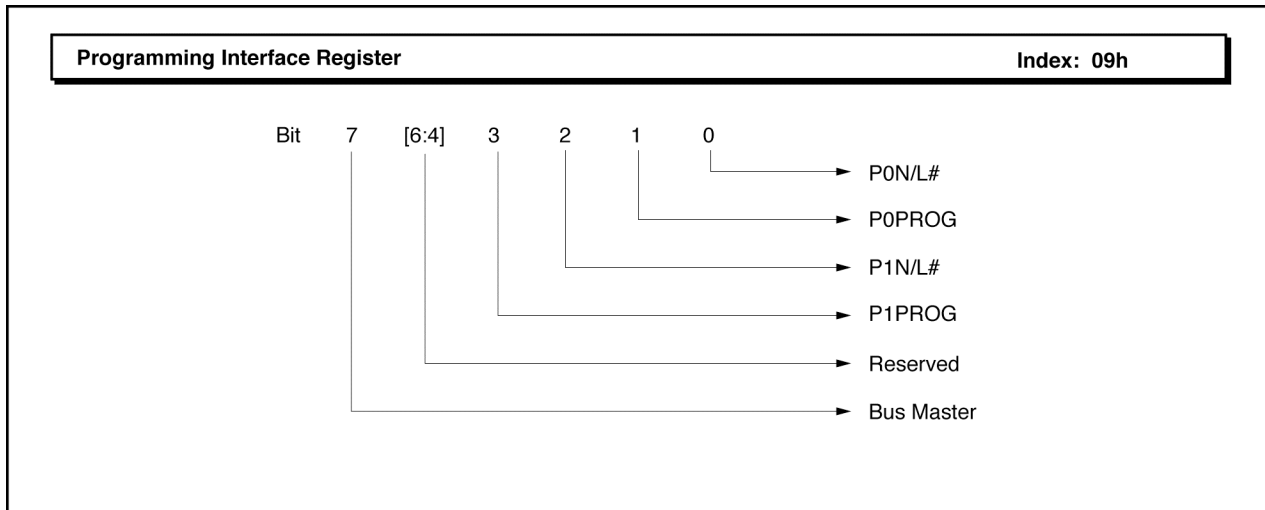 Programming Interface Register Index: 09h
Bit 7 [6:4] 3 2 1 0
P0N/L#
P0PROG
P1N/L#
P1PROG
Reserved
Bus Master